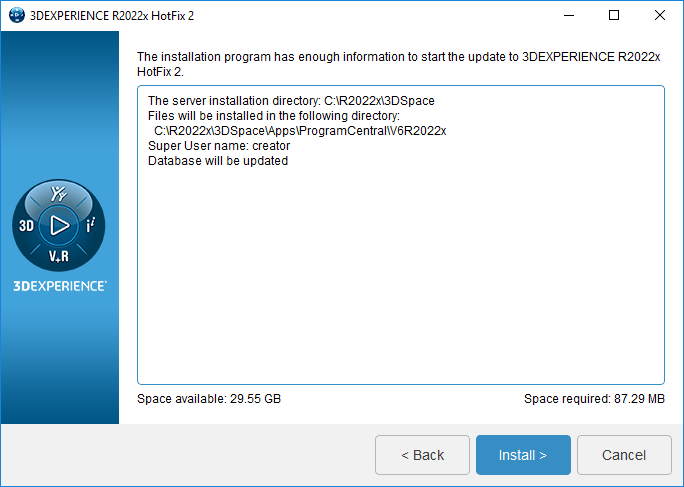 3DEXPERIENCE R2022x HotFix 2
The installation program has enough information to start the update to 3DEXPERIENCE R2022x
HotFix 2.
The server installation directory: C:\R2022x\3DSpace
Files will be installed in the following directory:
C:\R2022x\3DSpace\Apps\ProgramCentral\V6R2022x
Super User name: creator
Database will be updated
3D
i²
V+R
3DEXPERIENCE
Space available: 29.55 GB
Space required: 87.29 MB
< Back
Install >
Cancel